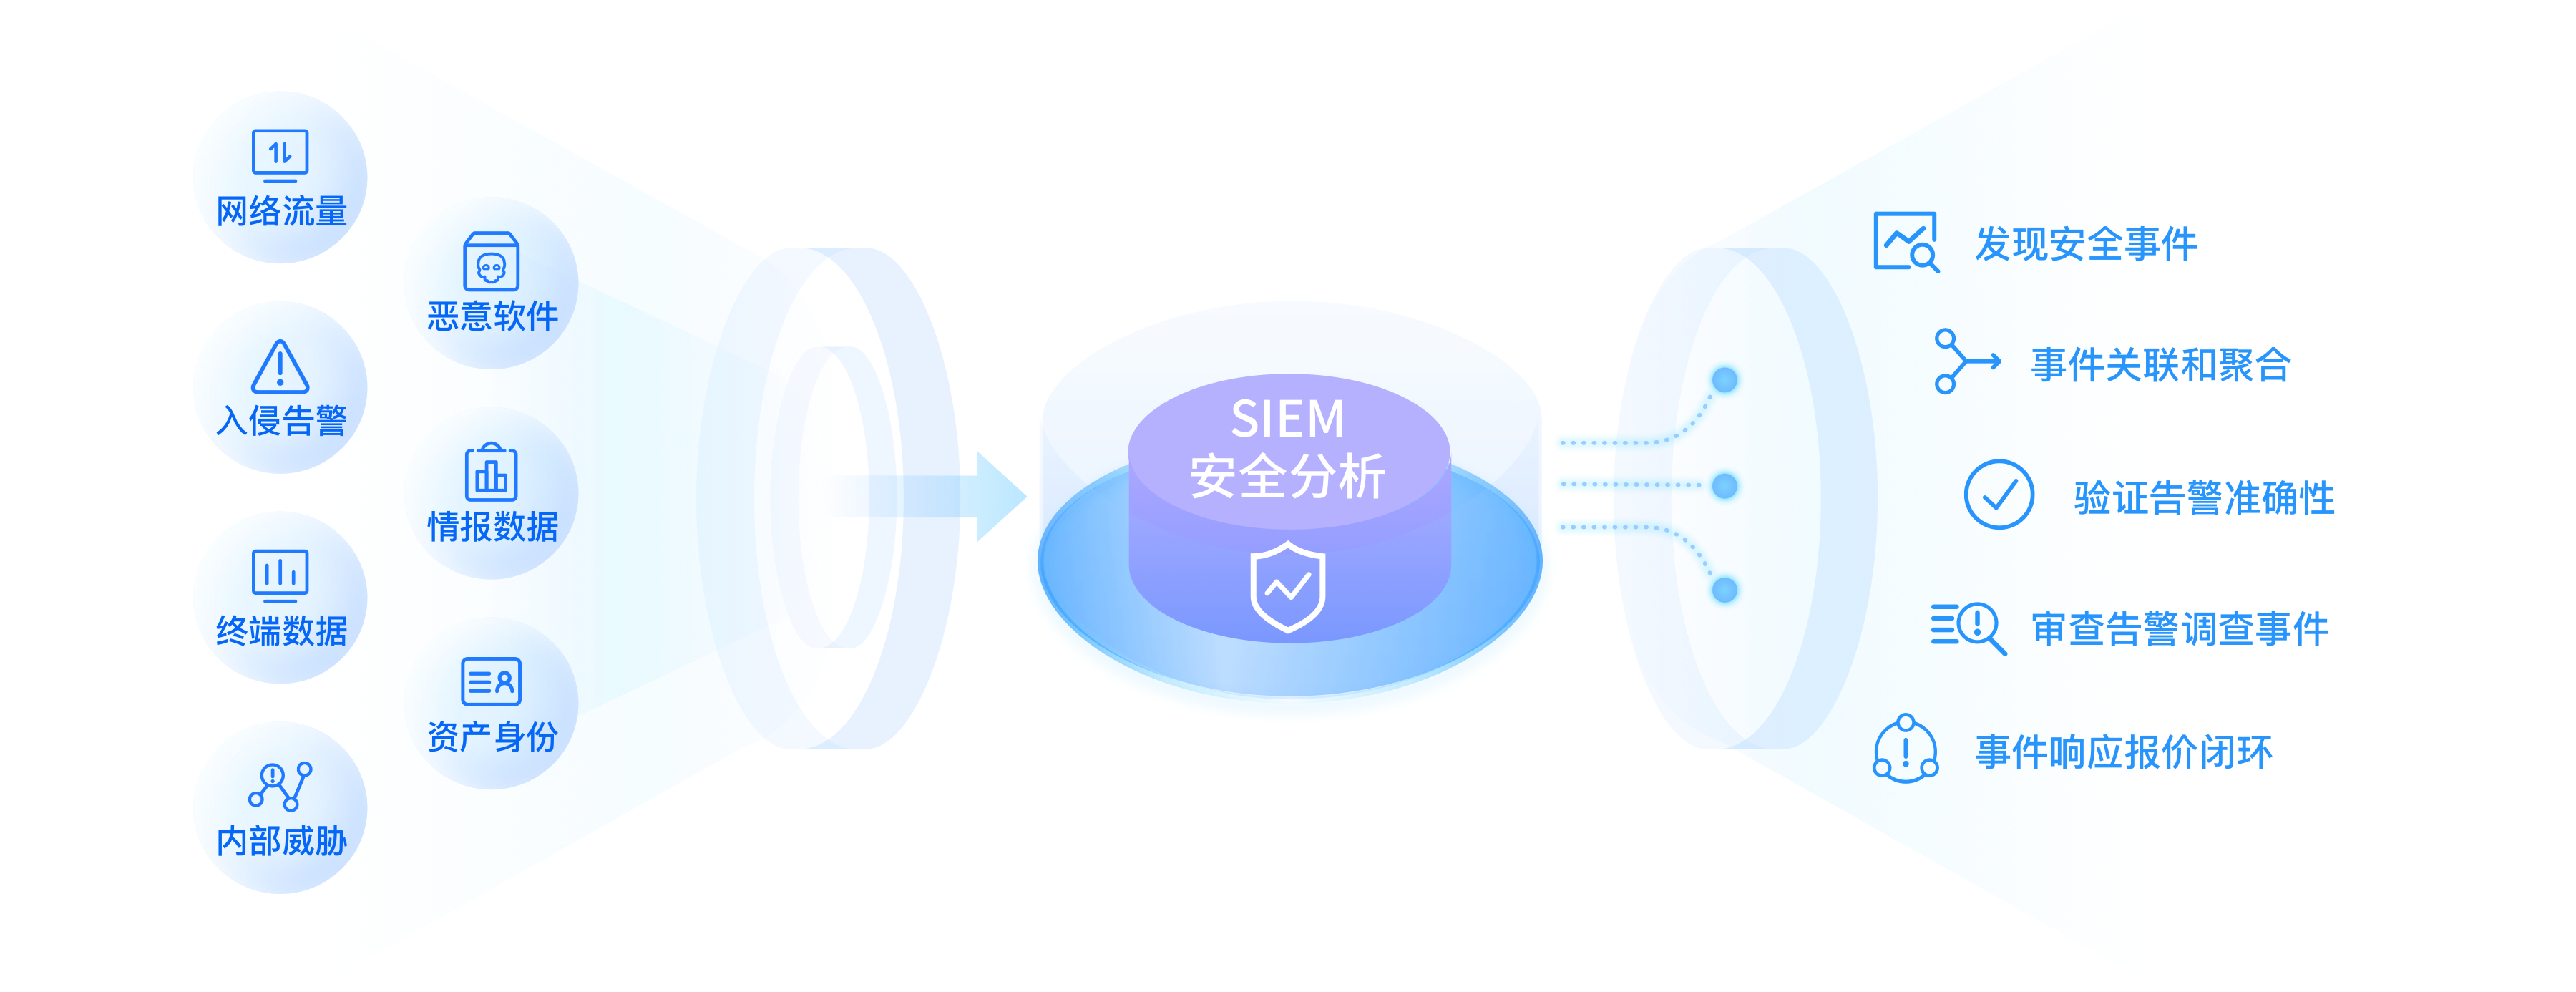 网络流量
入侵告警
终端数据
内部威胁
恶意软件
情报数据
资产身份
SIEM
安全分析
发现安全事件
事件关联和聚合
验证告警准确性
审查告警调查事件
事件响应报价闭环